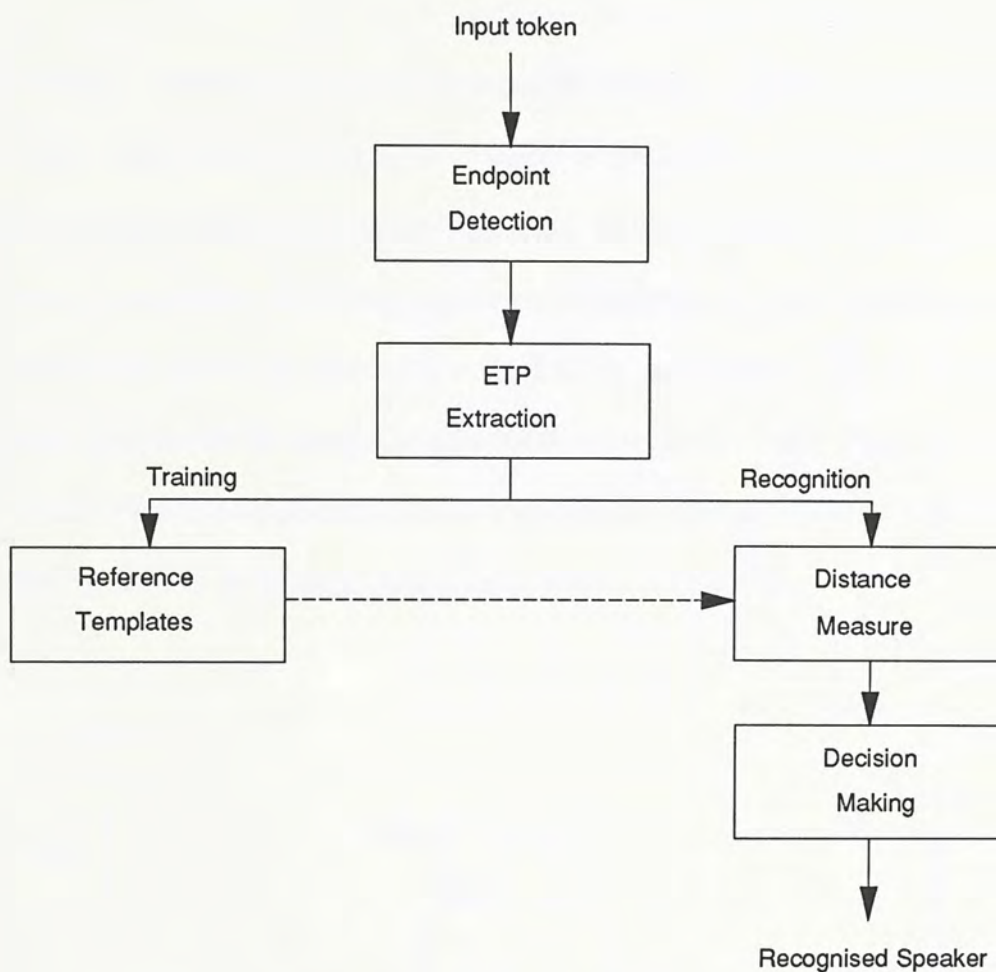 Input token
Endpoint
Detection
ETP
Extraction
Training
Recognition
Reference
Templates
Distance
Measure
Decision
Making
Recognised Speaker